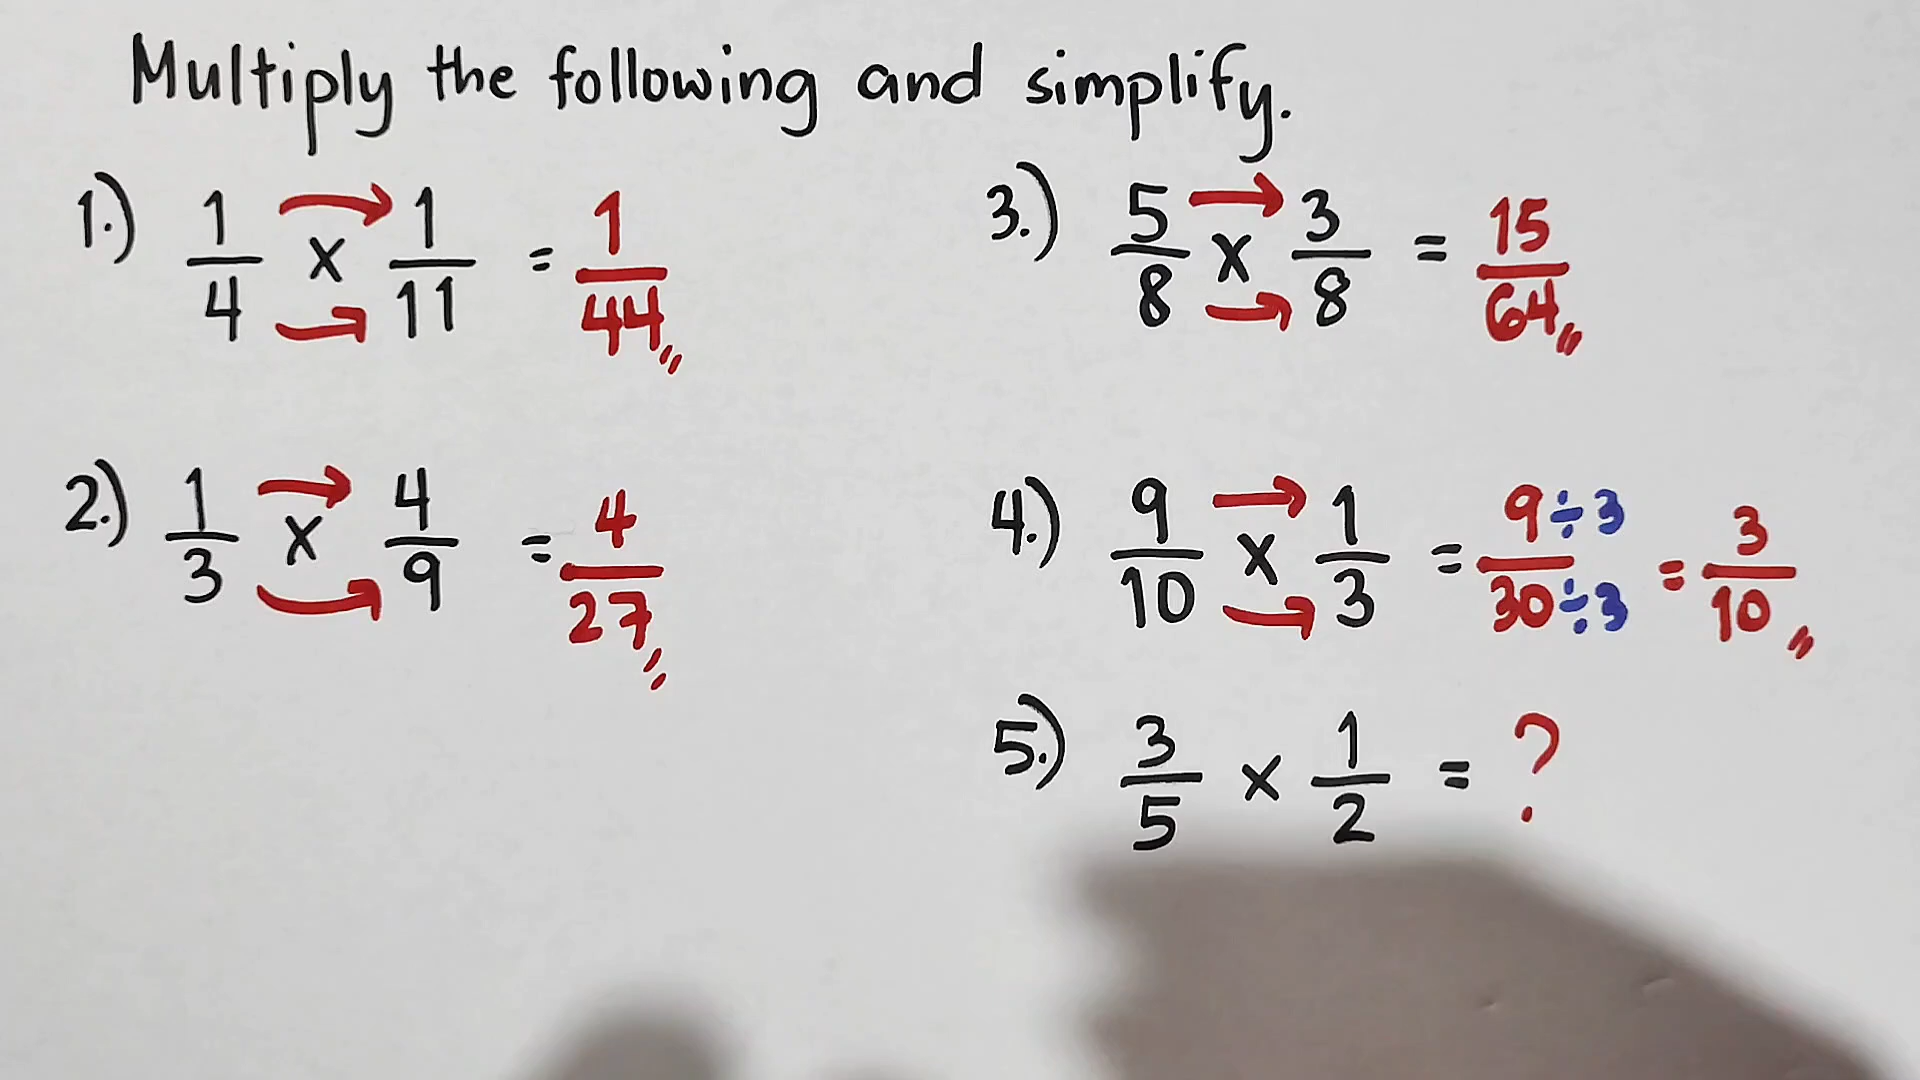 Multiply the following and simplify.
1.) 1/4 x 1/11 = 1/44 〃
2.) 1/3 x 4/9 = 4/27 〃
3.) 5/8 x 3/8 = 15/64 〃
4.) 9/10 x 1/3 = 9÷3/30÷3 = 3/10 〃
5.) 3/5 x 1/2 = ?